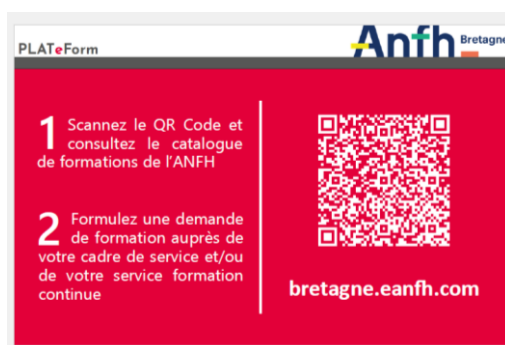 PLATeForm
Anfh Bretagne
1 Scannez le QR Code et
consultez le catalogue
de formations de l'ANFH
2 Formulez une demande
de formation auprès de
votre cadre de service et/ou
de votre service formation
continue
bretagne.eanfh.com